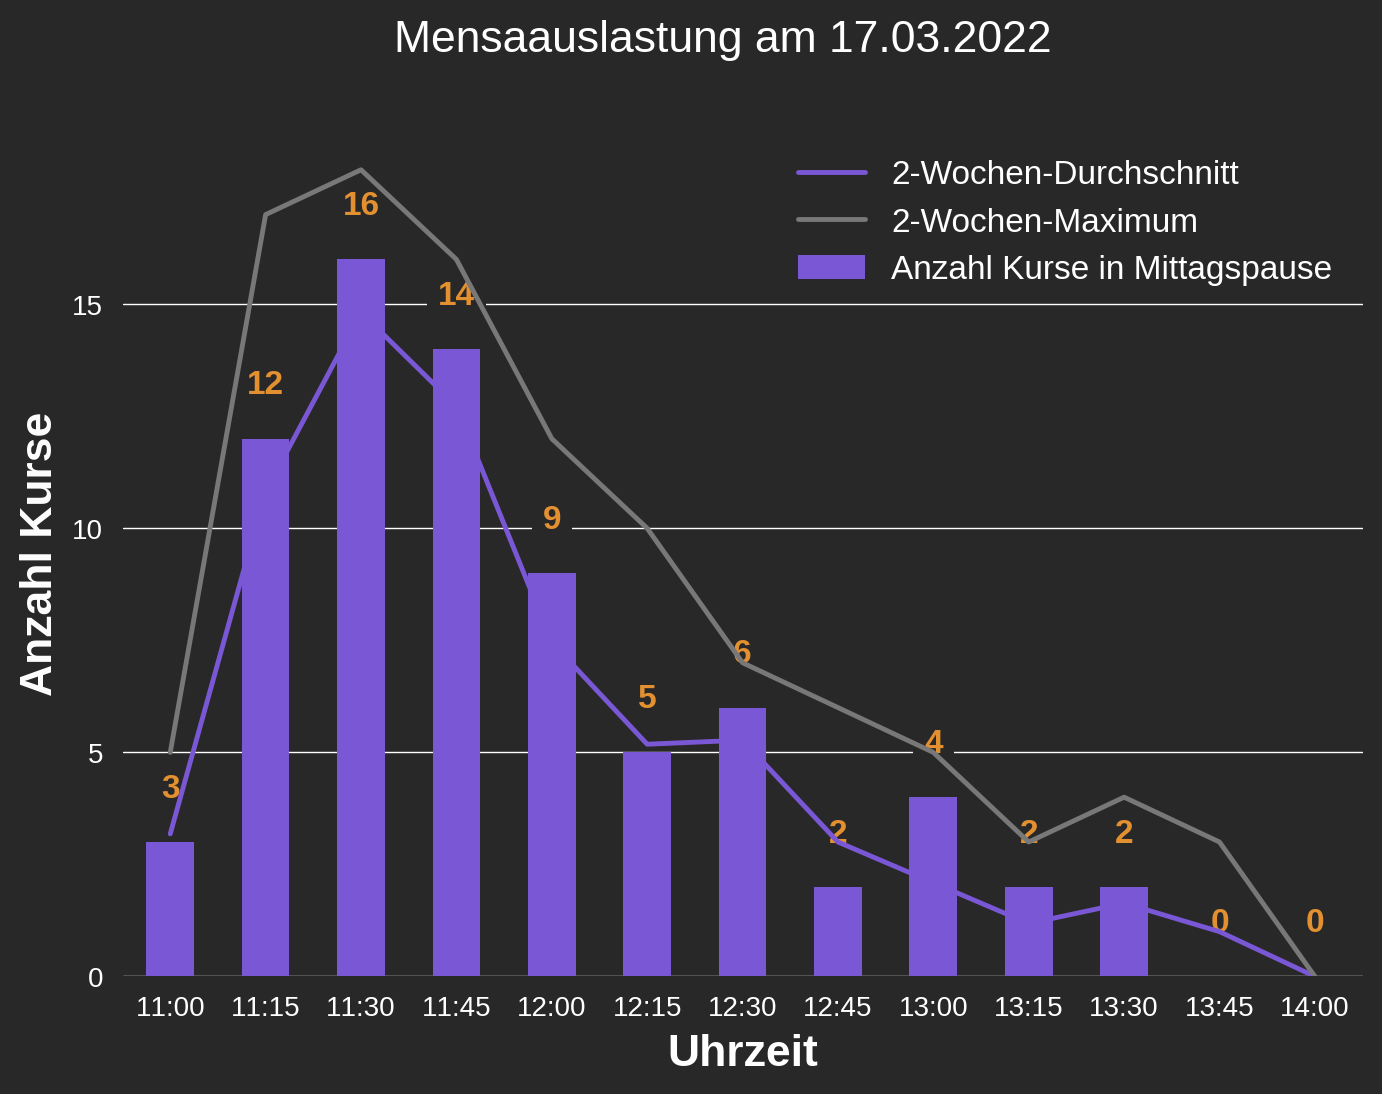 Mensaauslastung am 17.03.2022
2-Wochen-Durchschnitt
2-Wochen-Maximum
Anzahl Kurse in Mittagspause
Anzahl Kurse
15
10
5
0
3
12
16
14
9
5
6
2
4
2
2
0
0
11:00 11:15 11:30 11:45 12:00 12:15 12:30 12:45 13:00 13:15 13:30 13:45 14:00
Uhrzeit